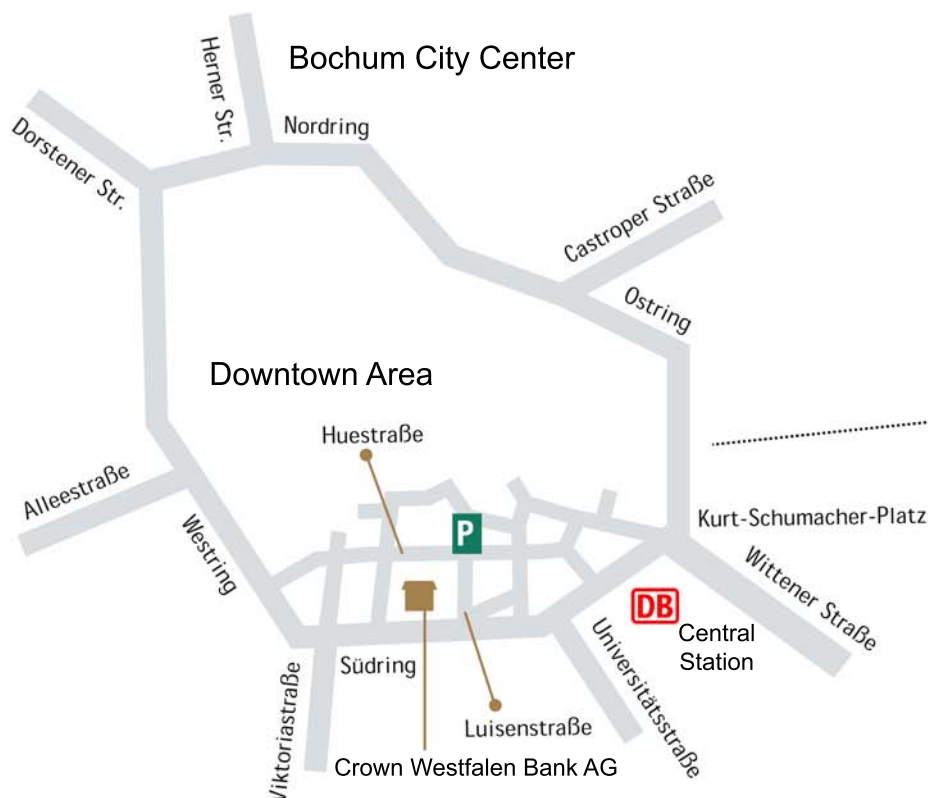 Bochum City Center
Herner Str.
Nordring
Dorstener Str.
Castroper Straße
Ostring
Downtown Area
Huestraße
Alleestraße
Westring
P
Kurt-Schumacher-Platz
Wittener Straße
DB
Central
Station
Universitätsstraße
Südring
Viktoriastraße
Luisenstraße
Crown Westfalen Bank AG